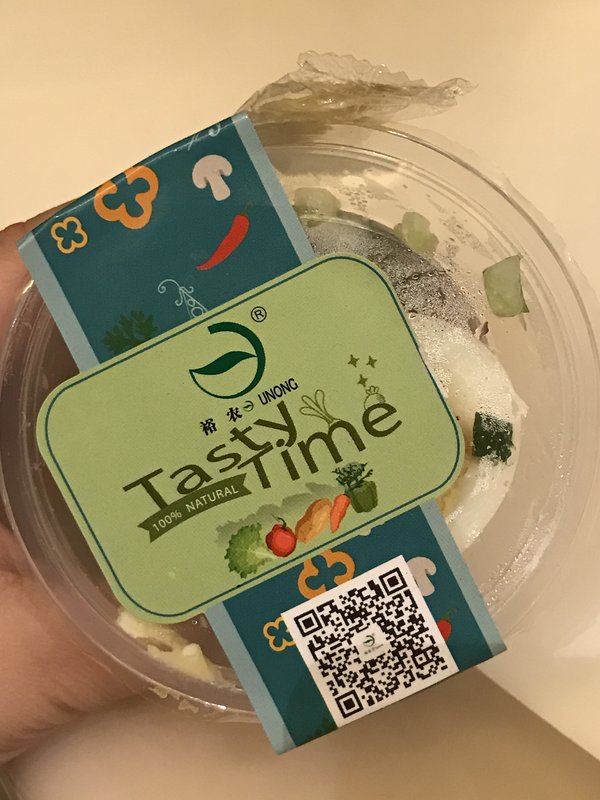 ®
裕农 UNONG
Tasty
Time
100% NATURAL